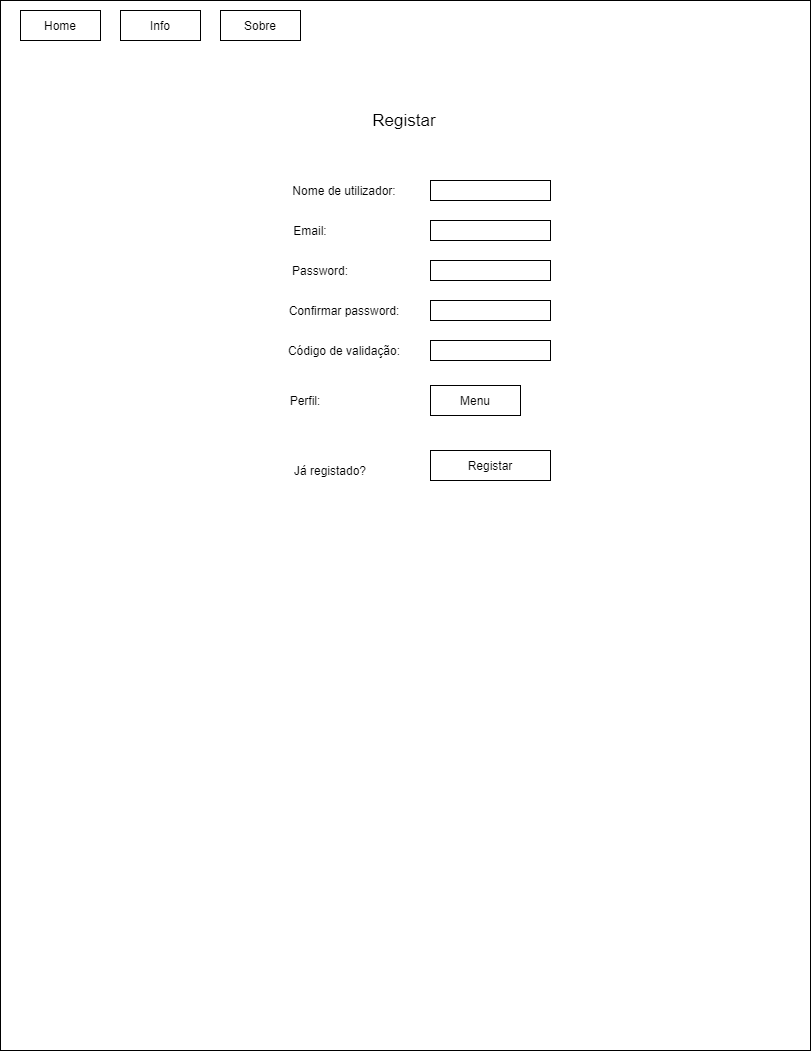 Home Info Sobre
Registar
Nome de utilizador:
Email:
Password:
Confirmar password:
Código de validação:
Perfil: Menu
Já registado? Registar